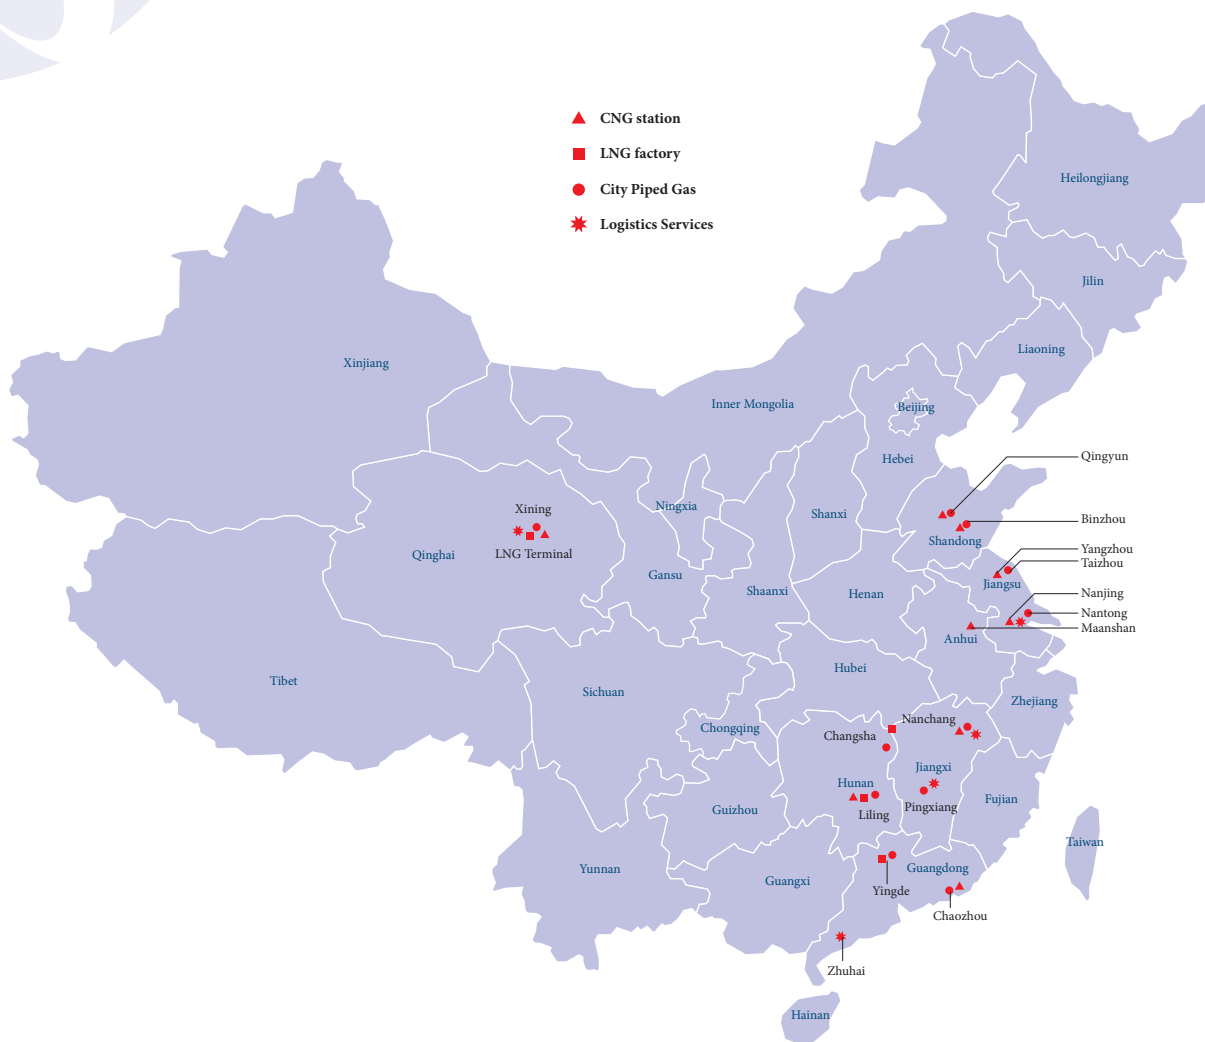 CNG station
LNG factory
City Piped Gas
Logistics Services
Heilongjiang
Jilin
Liaoning
Xinjiang
Inner Mongolia
Beijing
Hebei
Qingyun
Ningxia
Xining
Shanxi
Binzhou
Shandong
Qinghai
LNG Terminal
Yangzhou
Taizhou
Gansu
Jiangsu
Shaanxi
Henan
Nanjing
Nantong
Maanshan
Anhui
Hubei
Tibet
Sichuan
Zhejiang
Chongqing
Nanchang
Changsha
Jiangxi
Hunan
Fujian
Guizhou
Pingxiang
Liling
Taiwan
Yunnan
Guangdong
Guangxi
Yingde
Chaozhou
Zhuhai
Hainan